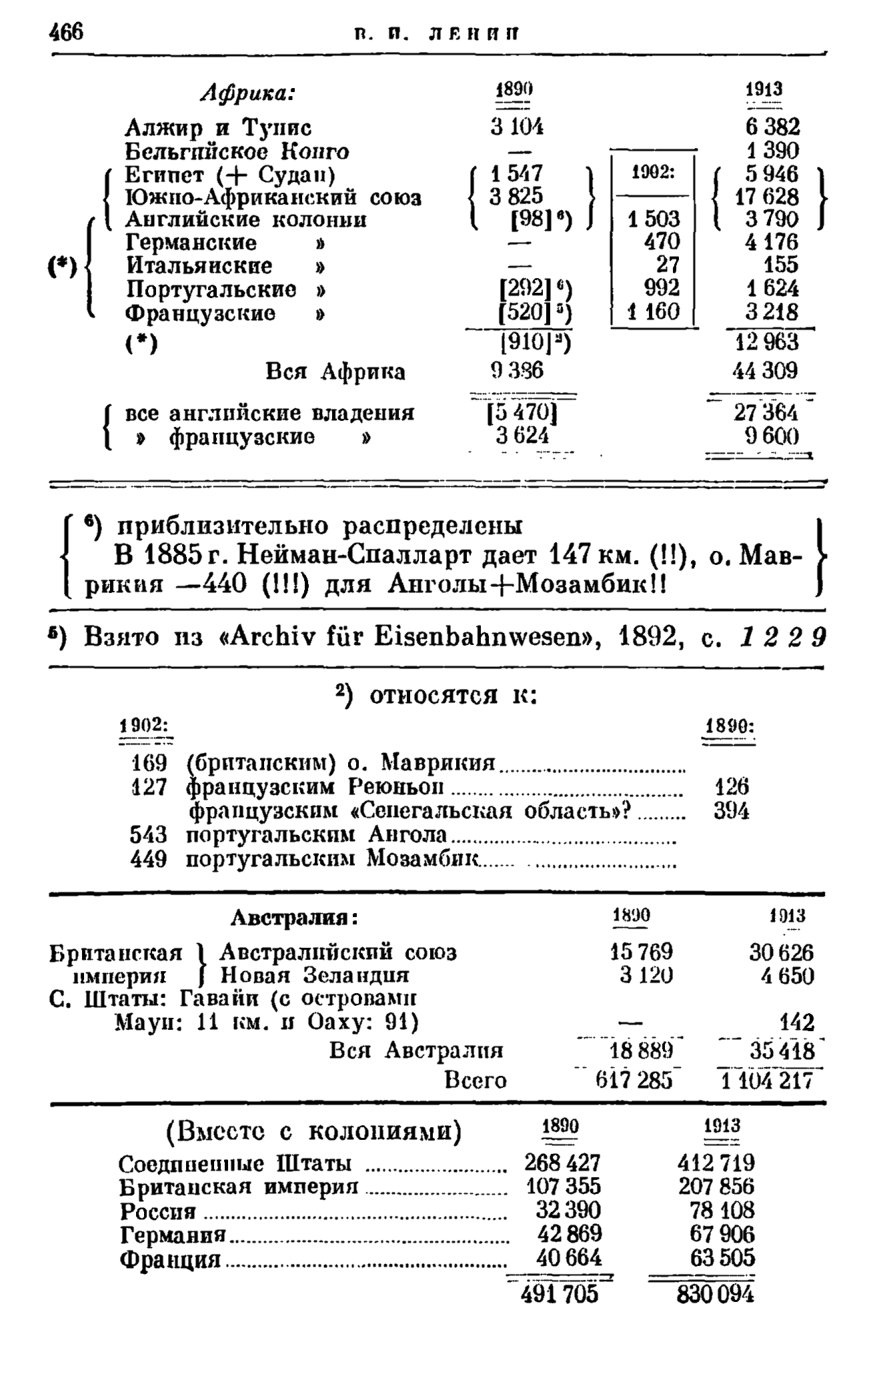 466 В. И. ЛЕНИН
Африка: 1890 1913
Алжир и Тунис 3 104 6 382
Бельгийское Конго — 1 390
Египет (+ Судан) 1 547 1902: 5 946
Южно-Африканский союз 3 825 17 628
Английские колонии [98]⁶) 1 503 3 790
Германские » — 470 4 176
(*) Итальянские » — 27 155
Португальские » [292]⁶) 992 1 624
Французские » [520]⁵) 1 160 3 218
(*) [910]²) 12 963
Вся Африка 9 386 44 309
все английские владения [5 470] 27 364
» французские » 3 624 9 600
⁶) приблизительно распределены
В 1885 г. Нейман-Спалларт дает 147 км. (!!), о. Мав-
рикия —440 (!!!) для Анголы+Мозамбик!!
⁵) Взято из «Archiv für Eisenbahnwesen», 1892, с. 1229
²) относятся к:
1902: 1890:
169 (британским) о. Маврикия
127 французским Реюньон 126
французским «Сенегальская область»? 394
543 португальским Ангола
449 португальским Мозамбик
Австралия: 1890 1913
Британская } Австралийский союз 15 769 30 626
империя } Новая Зеландия 3 120 4 650
С. Штаты: Гавайи (с островами
Мауи: 11 км. и Оаху: 91) — 142
Вся Австралия 18 889 35 418
Всего 617 285 1 104 217
(Вместе с колониями) 1890 1913
Соединенные Штаты 268 427 412 719
Британская империя 107 355 207 856
Россия 32 390 78 108
Германия 42 869 67 906
Франция 40 664 63 505
491 705 830 094